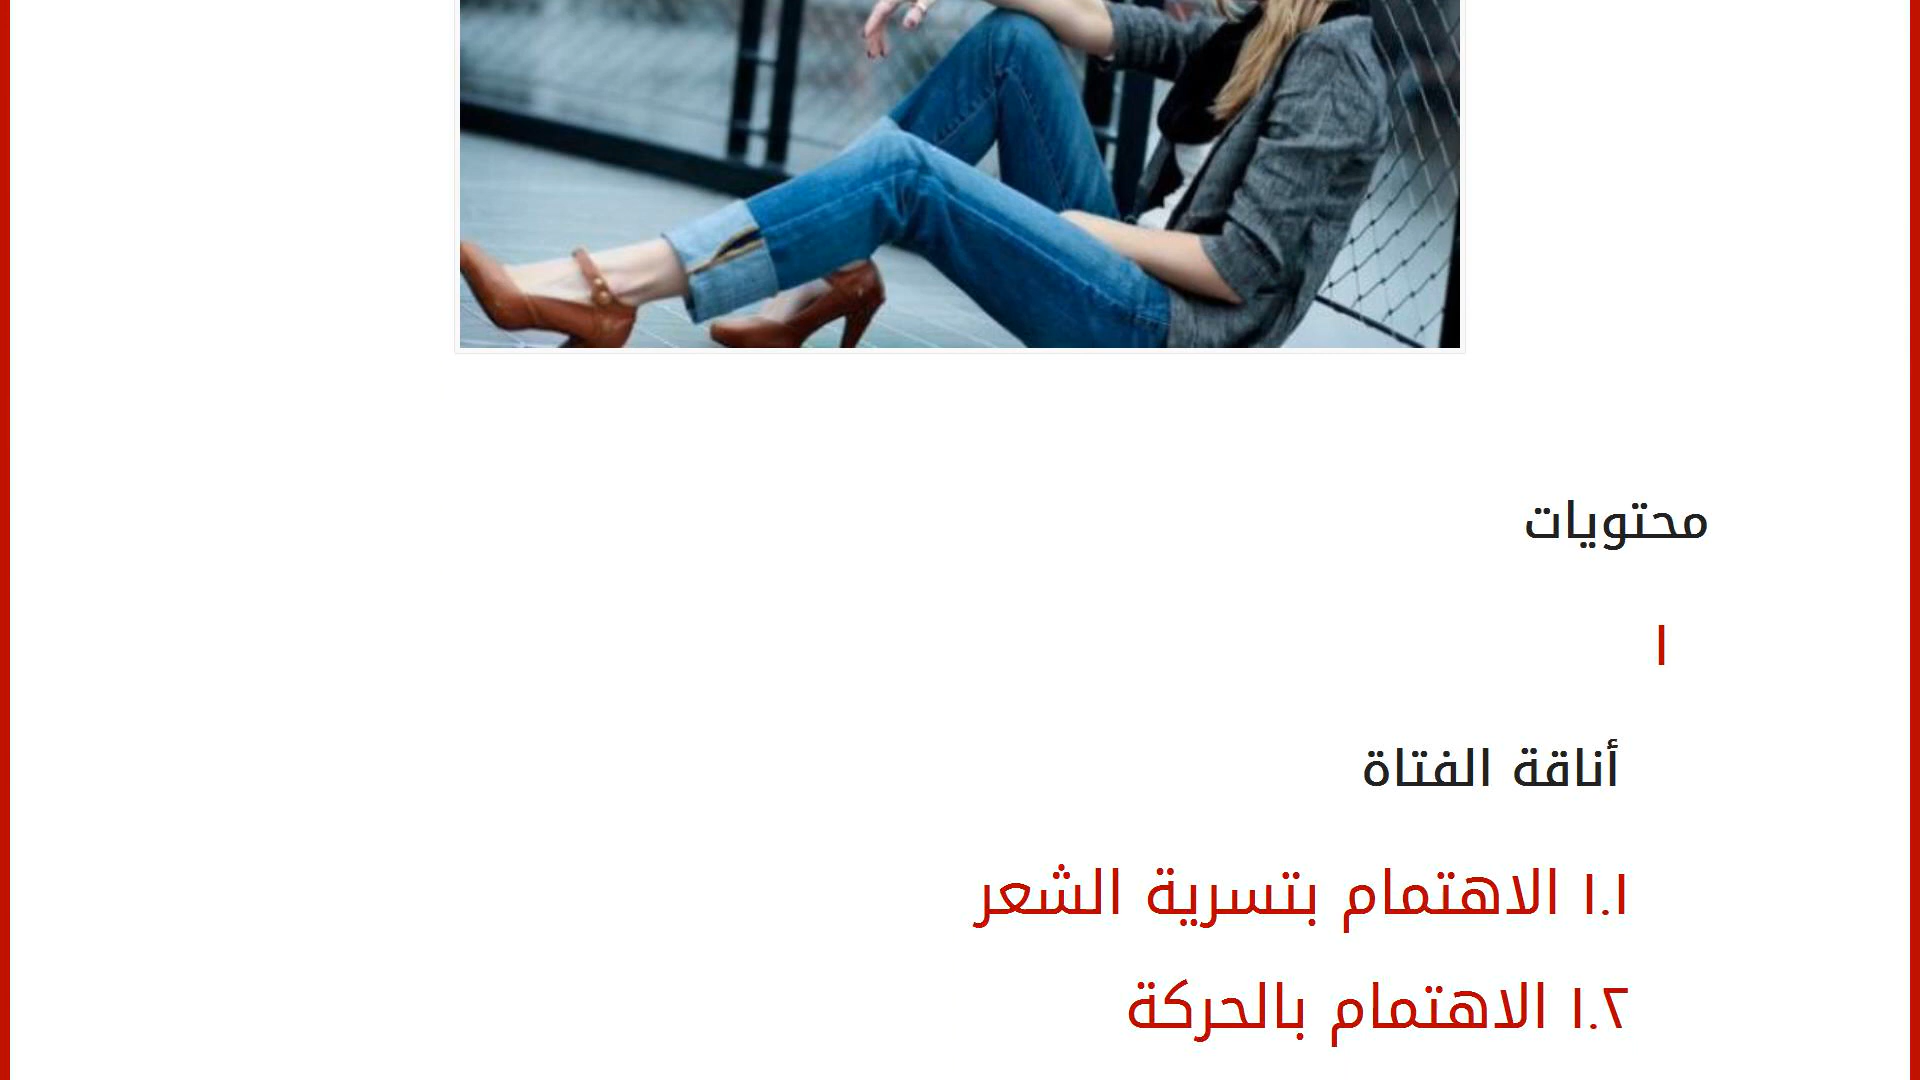 محتويات
١
أناقة الفتاة
١.١ الاهتمام بتسرية الشعر
١.٢ الاهتمام بالحركة